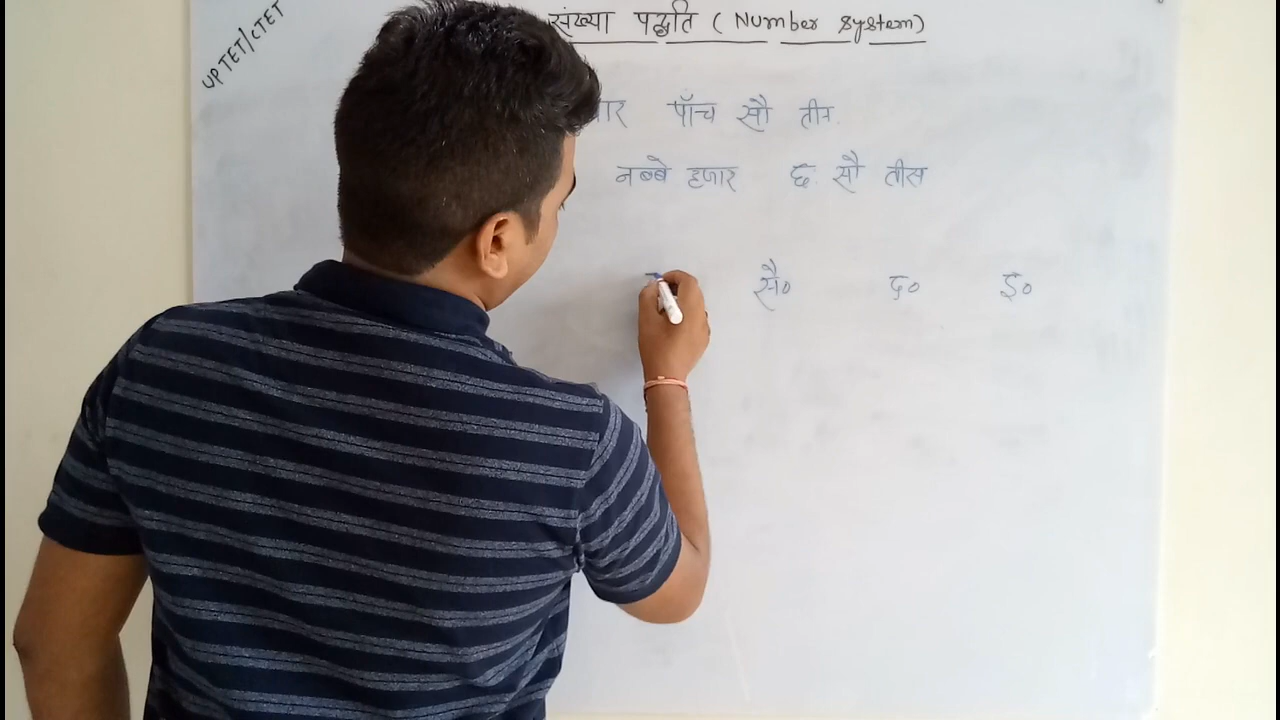 UPTET/CTET
संख्या पद्धति ( Number System )
पाँच सौ तीन
नब्बे हजार छः सौ तीस
सै० द० इ०